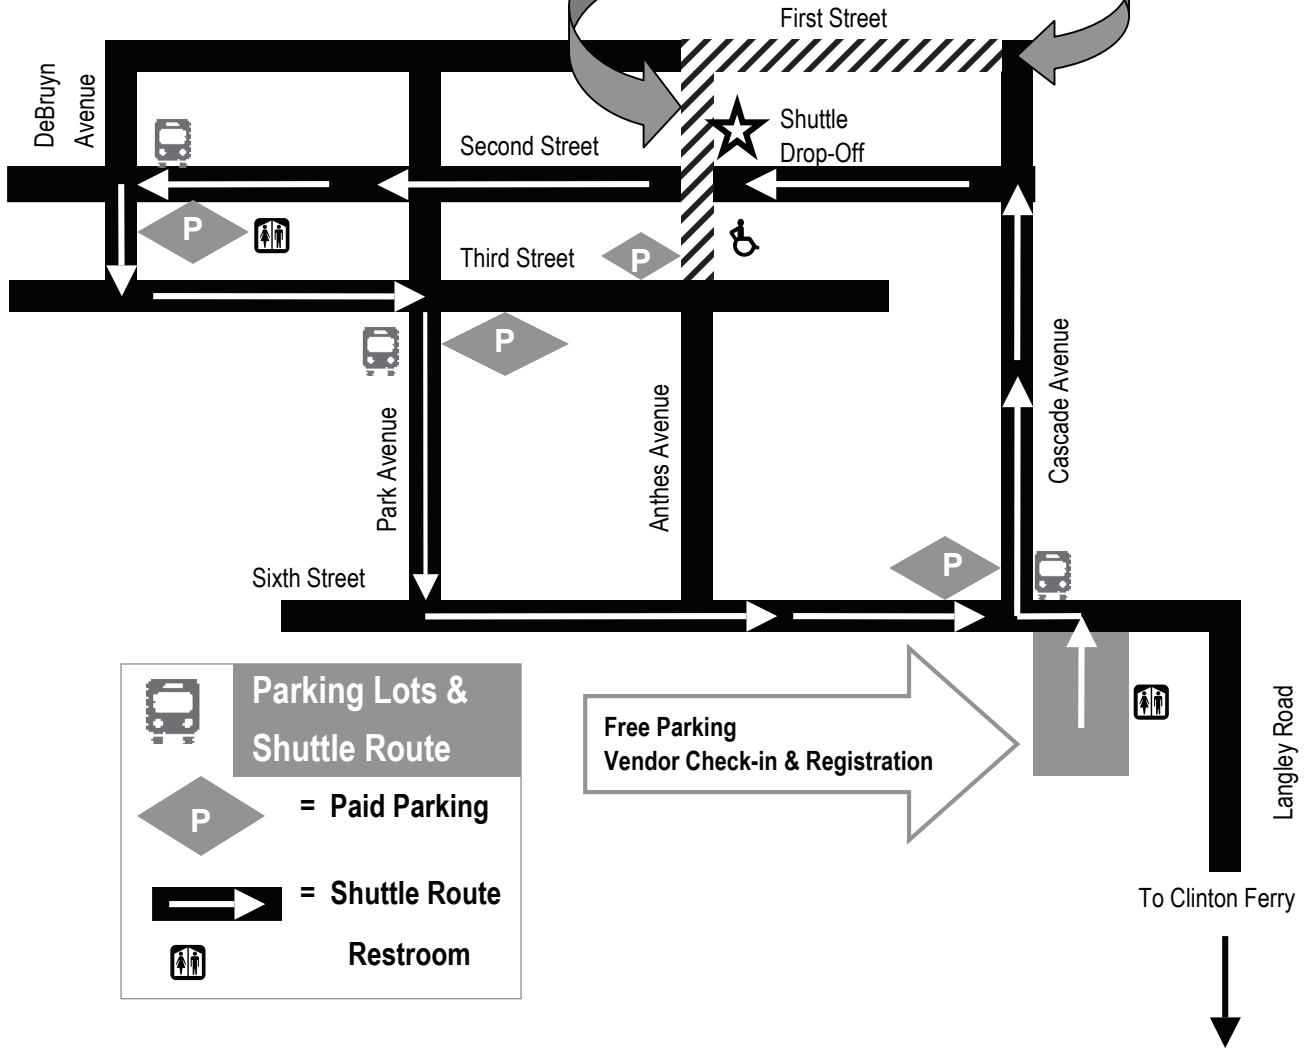 First Street
DeBruyn
Avenue
Shuttle
Drop-Off
Second Street
P
Third Street
P
P
Cascade Avenue
Park Avenue
Anthes Avenue
P
Sixth Street
Parking Lots &
Shuttle Route
Free Parking
Vendor Check-in & Registration
Langley Road
P
= Paid Parking
= Shuttle Route
To Clinton Ferry
Restroom